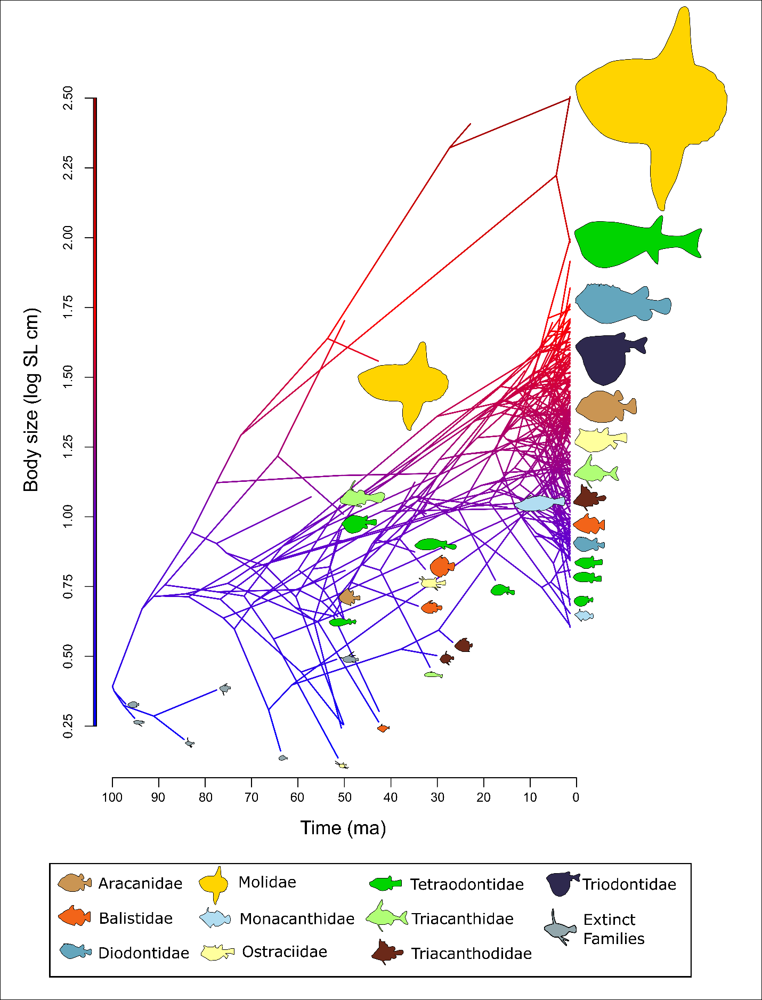 2.50
2.25
2.00
1.75
1.50
1.25
1.00
0.75
0.50
0.25
Body size (log SL cm)
100 90 80 70 60 50 40 30 20 10 0
Time (ma)
Aracanidae Molidae Tetraodontidae Triodontidae
Balistidae Monacanthidae Triacanthidae Extinct Families
Diodontidae Ostraciidae Triacanthodidae